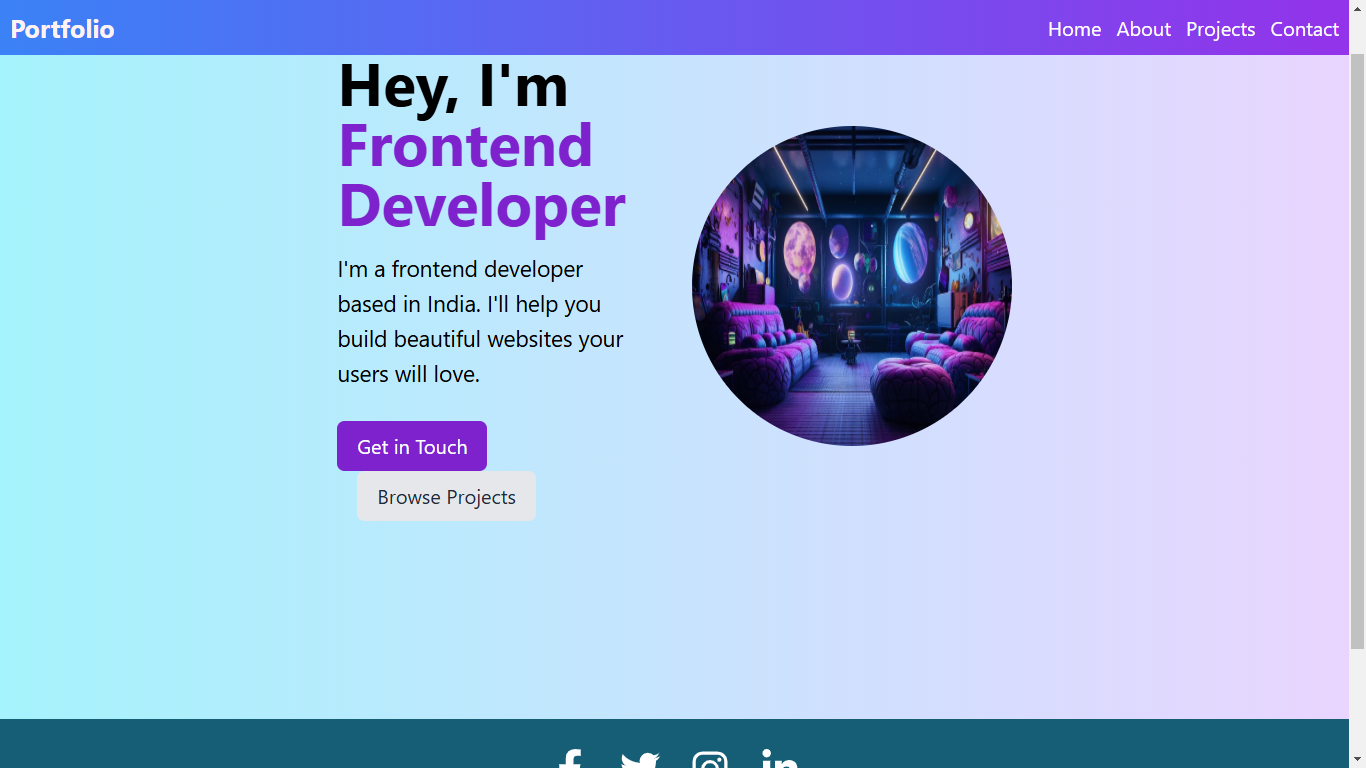 Portfolio
Home About Projects Contact
Hey, I'm
Frontend
Developer
I'm a frontend developer
based in India. I'll help you
build beautiful websites your
users will love.
Get in Touch
Browse Projects